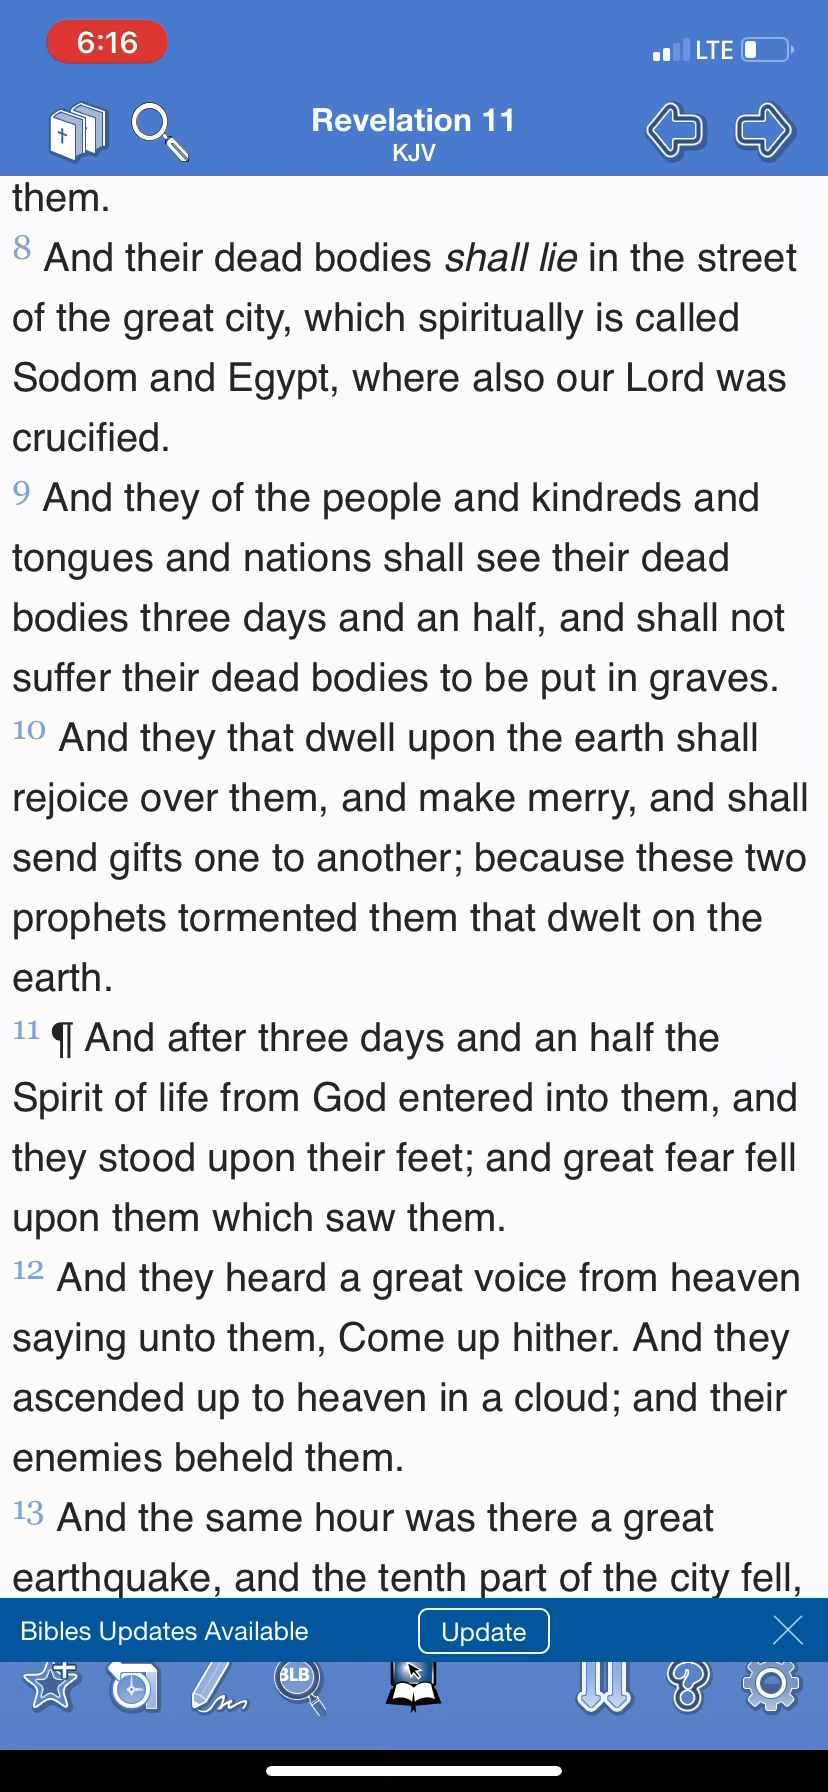 6:16
LTE
Revelation 11
KJV
them.
8 And their dead bodies shall lie in the street
of the great city, which spiritually is called
Sodom and Egypt, where also our Lord was
crucified.
9 And they of the people and kindreds and
tongues and nations shall see their dead
bodies three days and an half, and shall not
suffer their dead bodies to be put in graves.
10 And they that dwell upon the earth shall
rejoice over them, and make merry, and shall
send gifts one to another; because these two
prophets tormented them that dwelt on the
earth.
11 ¶ And after three days and an half the
Spirit of life from God entered into them, and
they stood upon their feet; and great fear fell
upon them which saw them.
12 And they heard a great voice from heaven
saying unto them, Come up hither. And they
ascended up to heaven in a cloud; and their
enemies beheld them.
13 And the same hour was there a great
earthquake, and the tenth part of the city fell,
Bibles Updates Available
Update
BLB